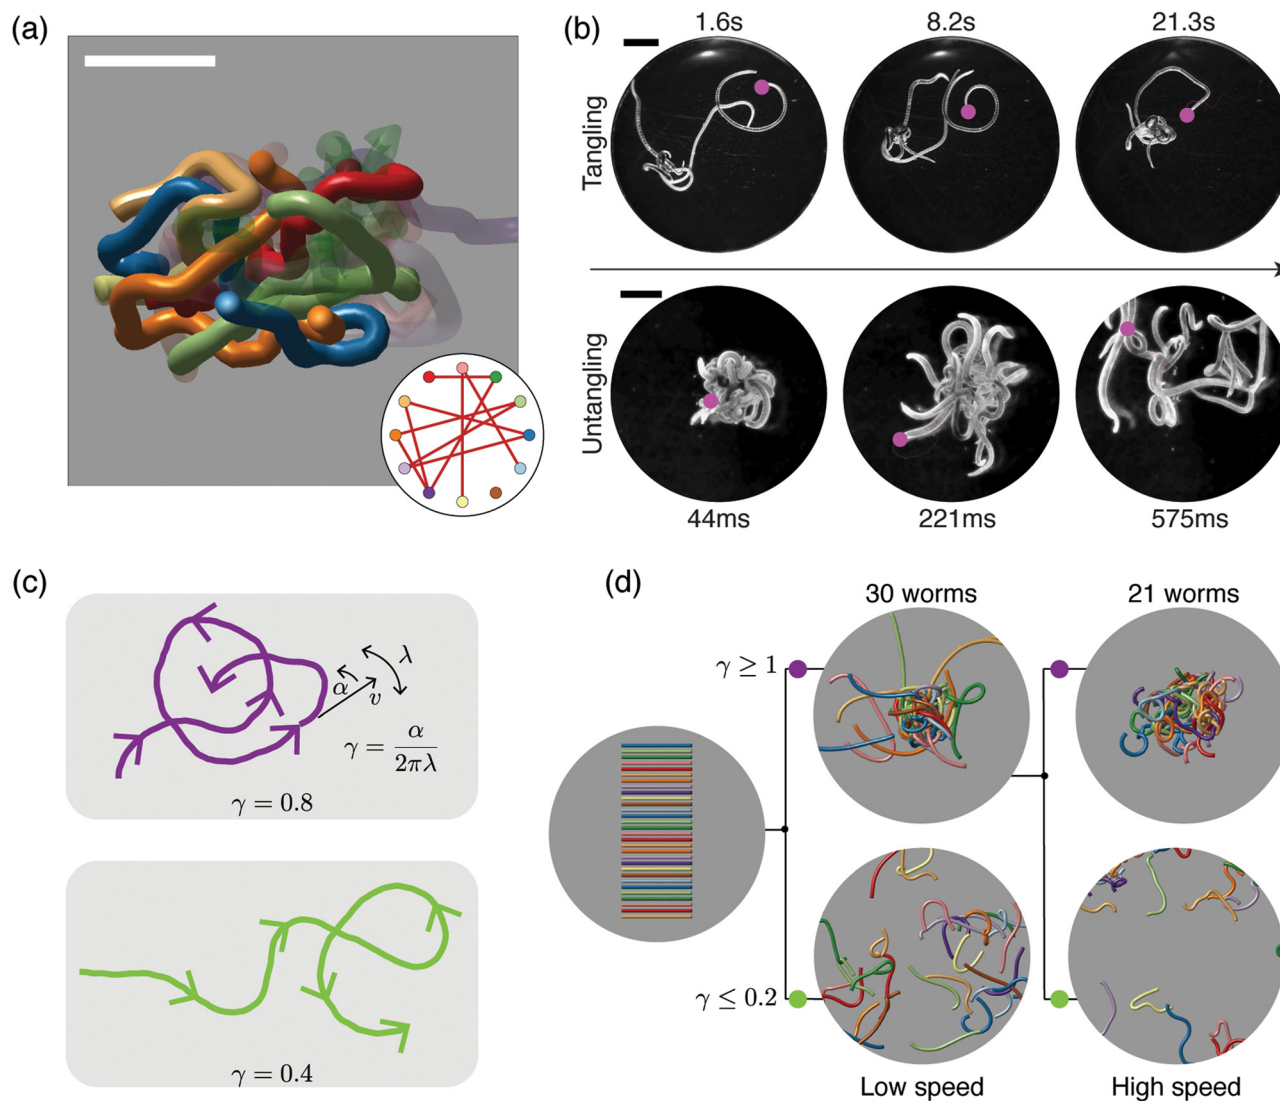 (a)
(b)
1.6s 8.2s 21.3s
Tangling
Untangling
44ms 221ms 575ms
(c)
λ
α
v
γ = α / 2πλ
γ = 0.8
γ = 0.4
(d)
30 worms 21 worms
γ ≥ 1
γ ≤ 0.2
Low speed High speed